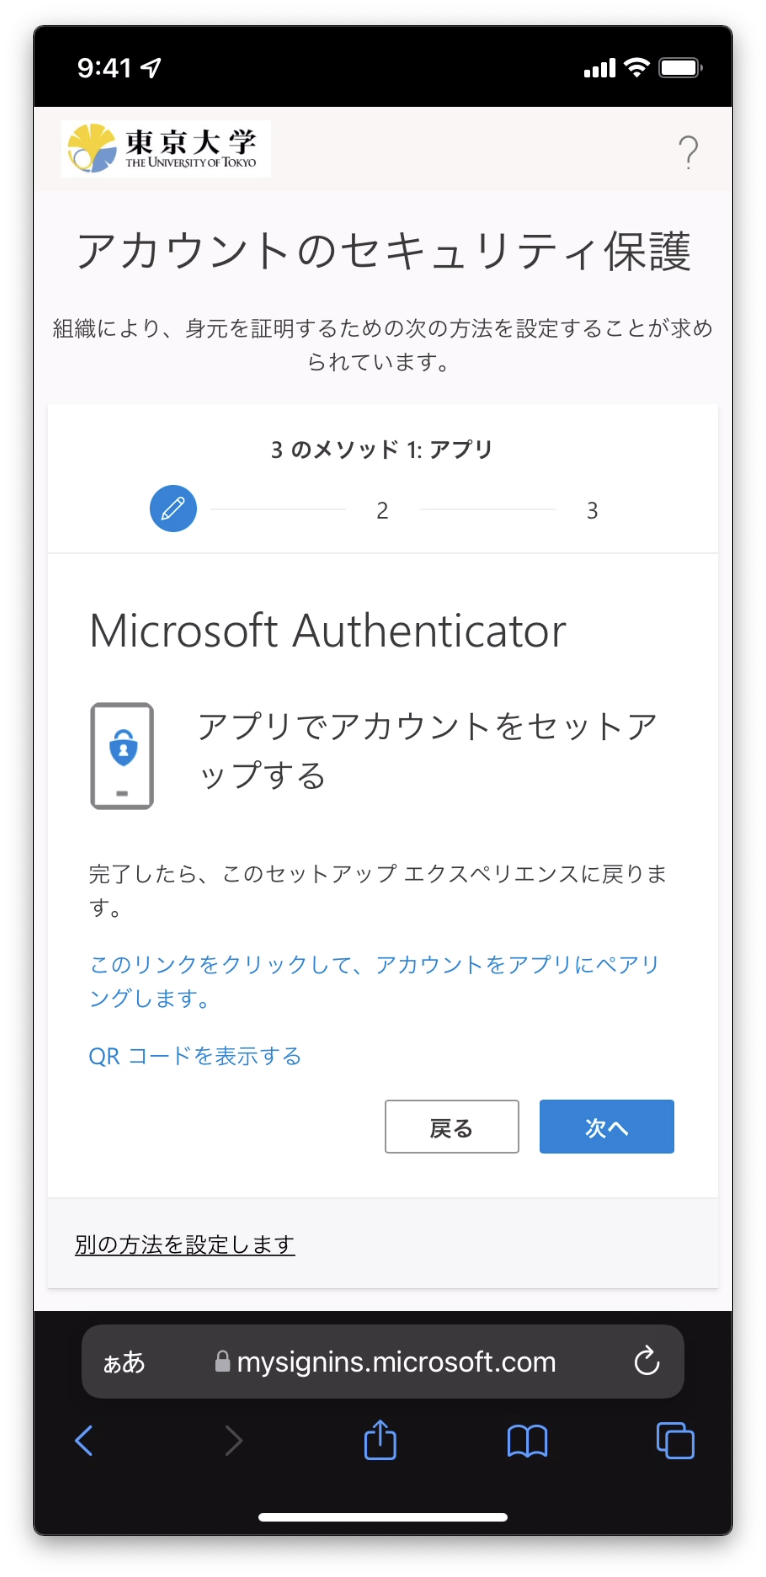 9:41
東京大学
THE UNIVERSITY OF TOKYO
?
アカウントのセキュリティ保護
組織により、身元を証明するための次の方法を設定することが求め
られています。
3 のメソッド 1: アプリ
2
3
Microsoft Authenticator
アプリでアカウントをセットア
ップする
完了したら、このセットアップ エクスペリエンスに戻りま
す。
このリンクをクリックして、アカウントをアプリにペアリ
ングします。
QR コードを表示する
戻る
次へ
別の方法を設定します
ぁあ
mysignins.microsoft.com